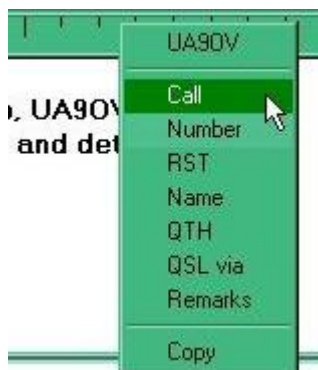 UA9OV
, UA9OV
Call
and det
Number
RST
Name
QTH
QSL via
Remarks
Copy